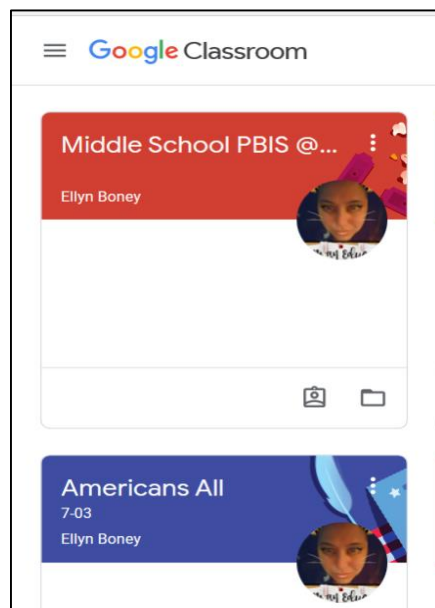 Google Classroom
Middle School PBIS @...
Ellyn Boney
Americans All
7-03
Ellyn Boney